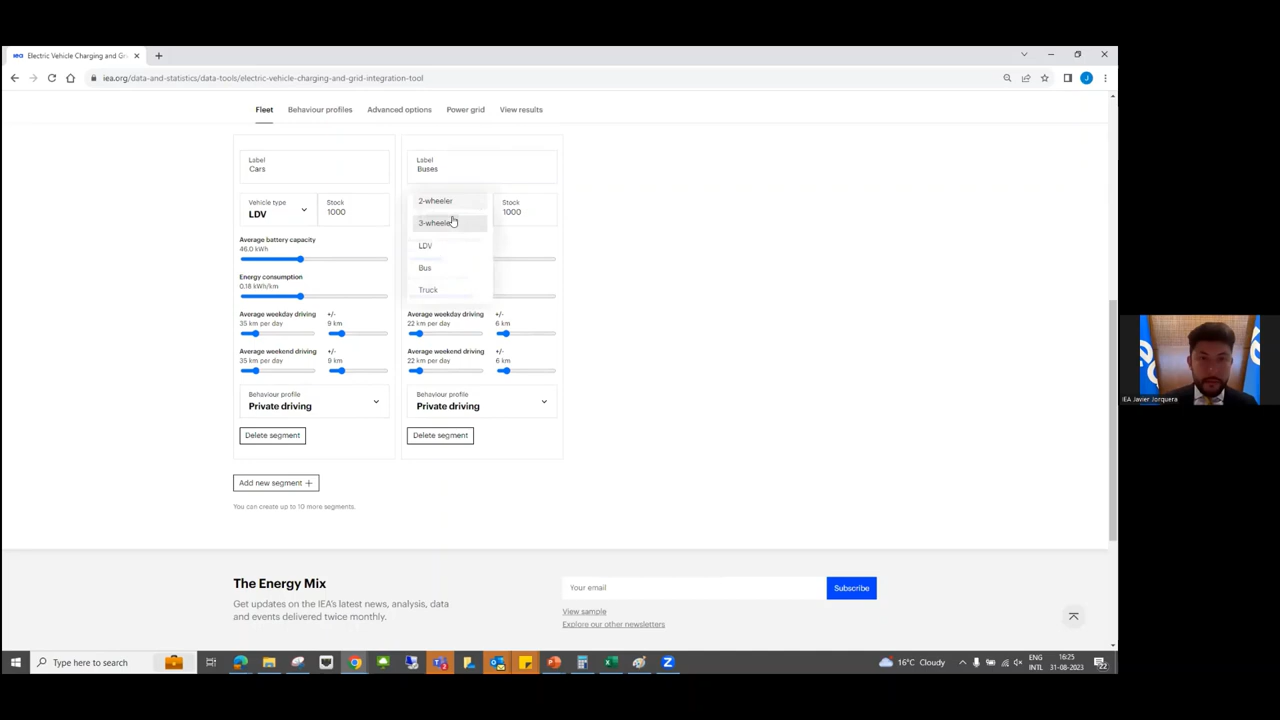 iea Electric Vehicle Charging and Gri
iea.org/data-and-statistics/data-tools/electric-vehicle-charging-and-grid-integration-tool
J
Fleet Behaviour profiles Advanced options Power grid View results
Label
Cars
Vehicle type
LDV
Stock
1000
Average battery capacity
46.0 kWh
Energy consumption
0.18 kWh/km
Average weekday driving
35 km per day
+/-
9 km
Average weekend driving
35 km per day
+/-
9 km
Behaviour profile
Private driving
Delete segment
Label
Buses
2-wheeler
3-wheeler
LDV
Bus
Truck
Stock
1000
Average weekday driving
22 km per day
+/-
6 km
Average weekend driving
22 km per day
+/-
6 km
Behaviour profile
Private driving
Delete segment
Add new segment +
You can create up to 10 more segments.
The Energy Mix
Get updates on the IEA's latest news, analysis, data
and events delivered twice monthly.
Your email
Subscribe
View sample
Explore our other newsletters
IEA Javier Jorquera
Type here to search
16°C Cloudy
ENG
INTL
16:25
31-08-2023
22